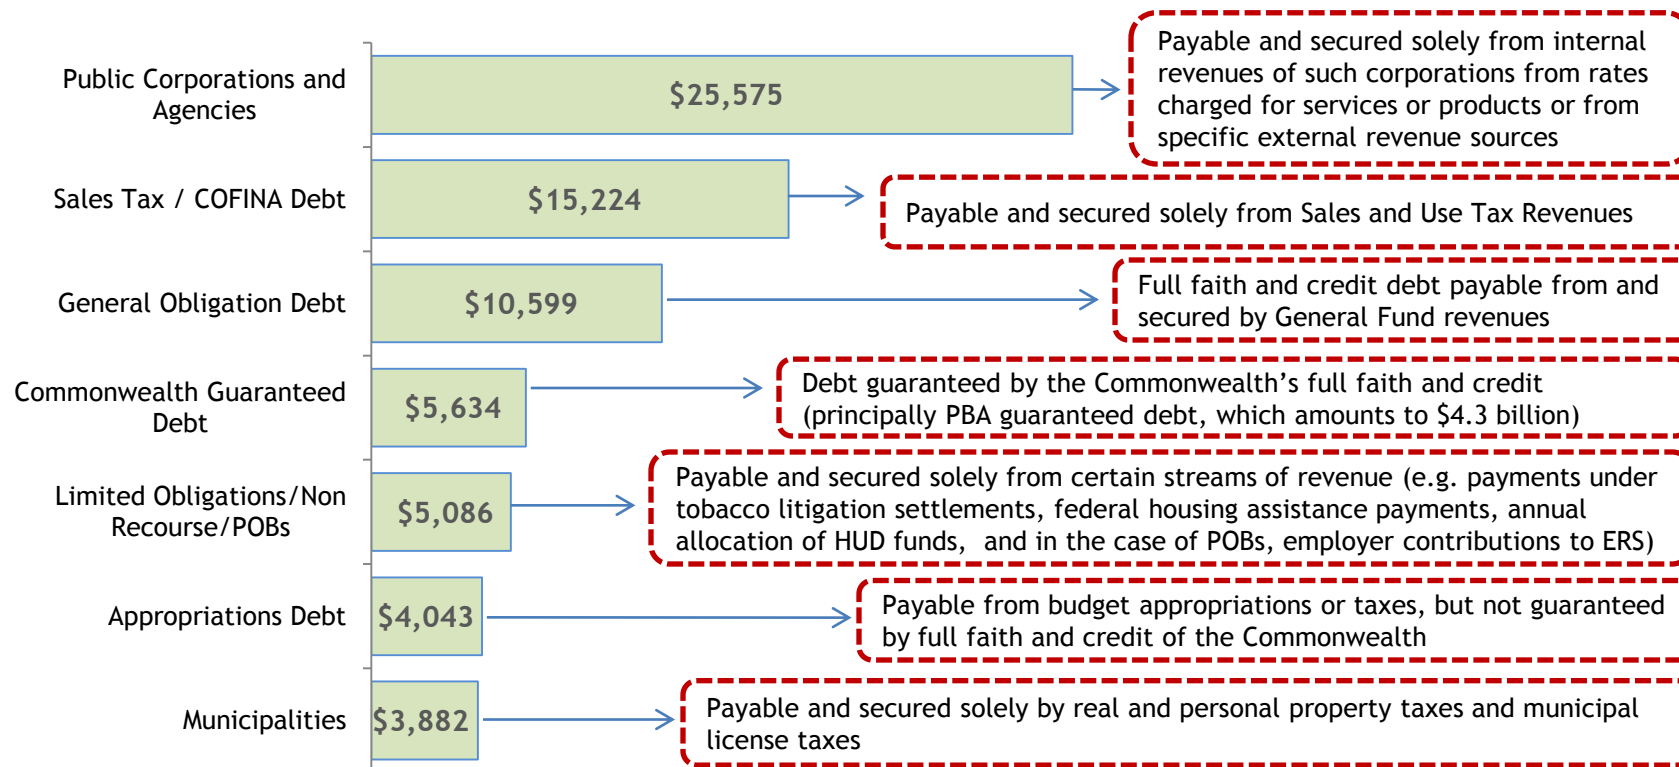 Public Corporations and
Agencies
$25,575
Payable and secured solely from internal
revenues of such corporations from rates
charged for services or products or from
specific external revenue sources
Sales Tax / COFINA Debt
$15,224
Payable and secured solely from Sales and Use Tax Revenues
General Obligation Debt
$10,599
Full faith and credit debt payable from and
secured by General Fund revenues
Commonwealth Guaranteed
Debt
$5,634
Debt guaranteed by the Commonwealth’s full faith and credit
(principally PBA guaranteed debt, which amounts to $4.3 billion)
Limited Obligations/Non
Recourse/POBs
$5,086
Payable and secured solely from certain streams of revenue (e.g. payments under
tobacco litigation settlements, federal housing assistance payments, annual
allocation of HUD funds,  and in the case of POBs, employer contributions to ERS)
Appropriations Debt
$4,043
Payable from budget appropriations or taxes, but not guaranteed
by full faith and credit of the Commonwealth
Municipalities
$3,882
Payable and secured solely by real and personal property taxes and municipal
license taxes